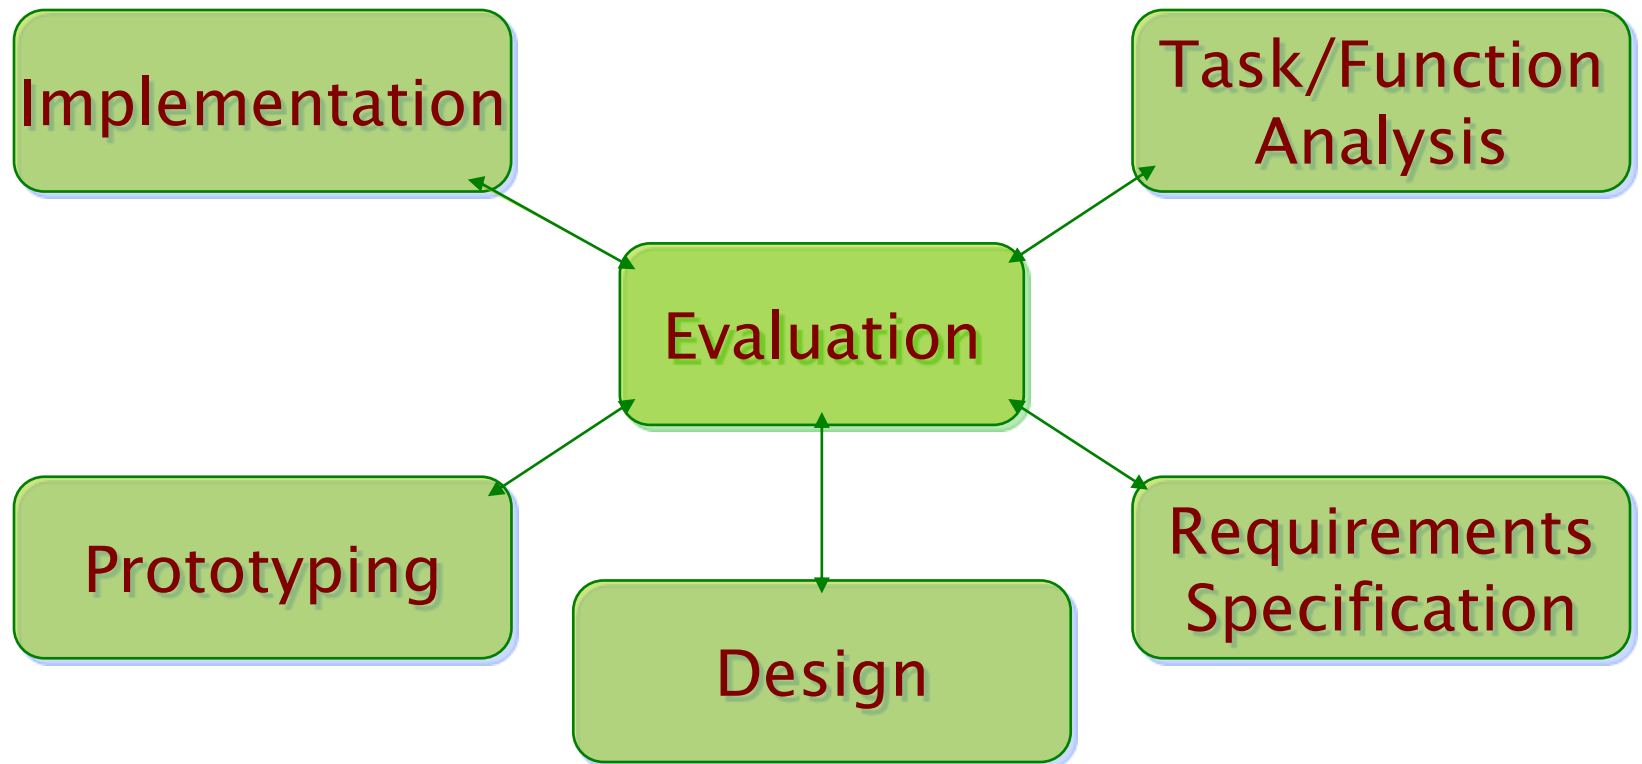 Implementation
Task/Function
Analysis
Evaluation
Prototyping
Requirements
Specification
Design